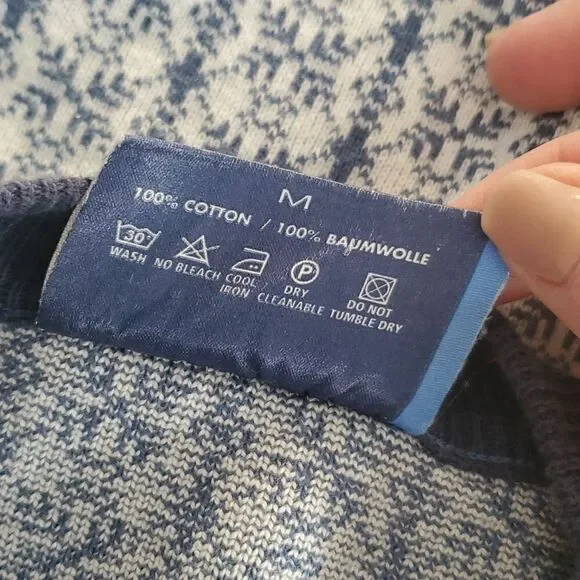 M
100% COTTON / 100% BAUMWOLLE
30° P
WASH NO BLEACH COOL IRON DRY CLEANABLE DO NOT TUMBLE DRY